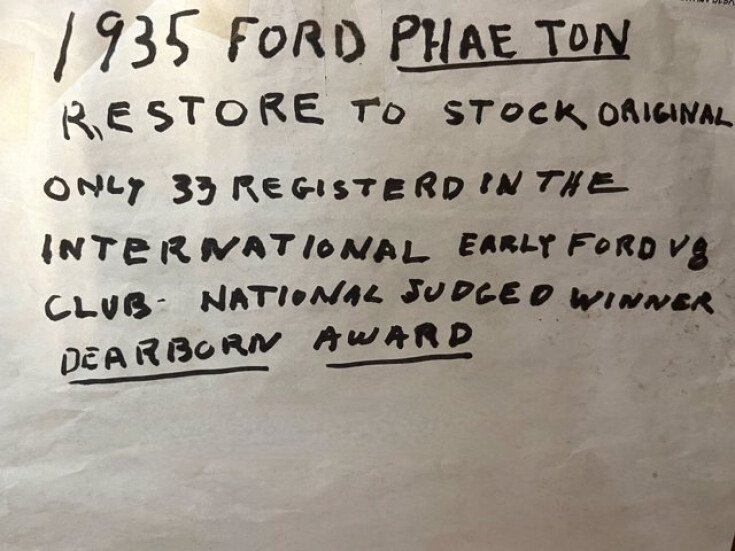 1935 FORD PHAETON
RESTORE TO STOCK ORIGINAL
ONLY 33 REGISTERD IN THE
INTERNATIONAL EARLY FORD V8
CLUB- NATIONAL JUDGED WINNER
DEARBORN AWARD